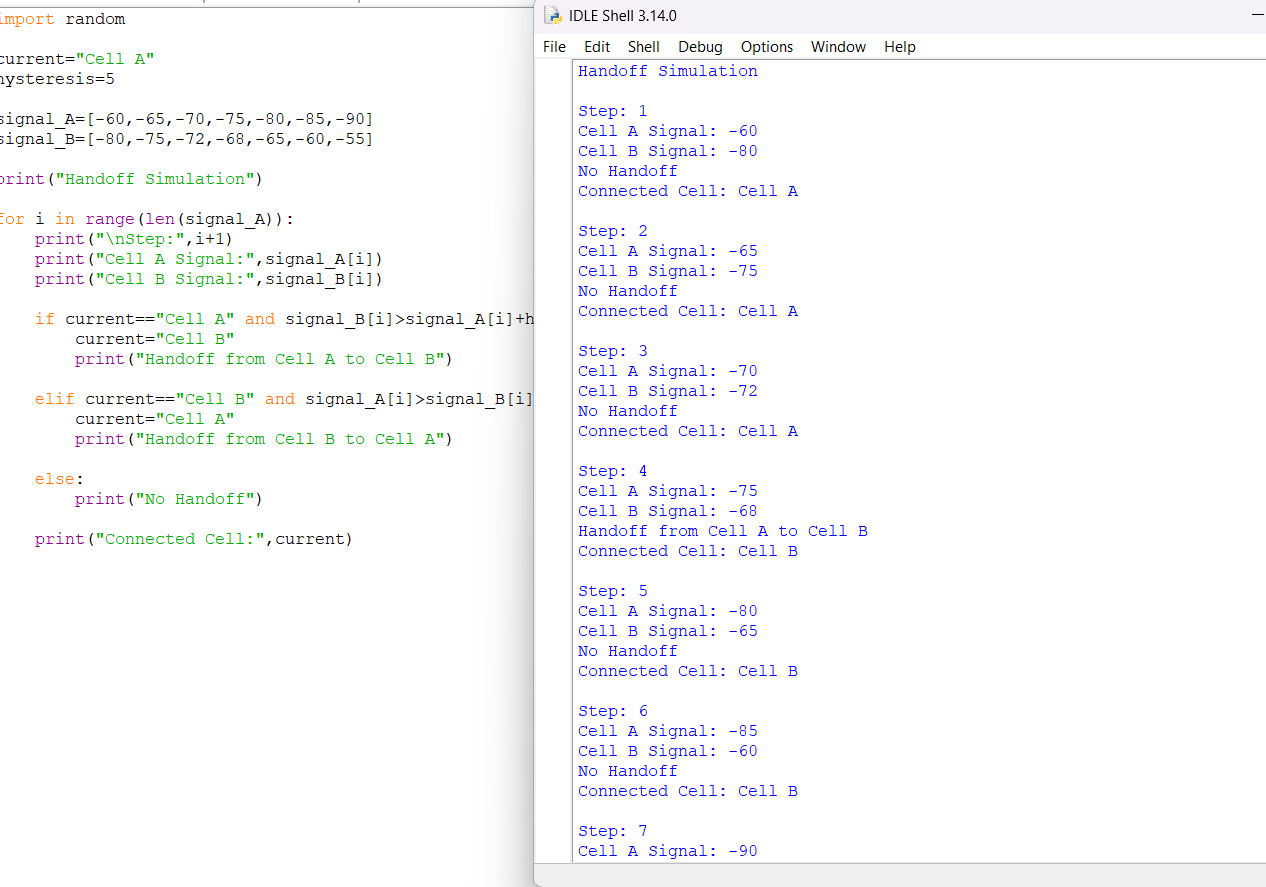 import random
current="Cell A"
hysteresis=5
signal_A=[-60,-65,-70,-75,-80,-85,-90]
signal_B=[-80,-75,-72,-68,-65,-60,-55]
print("Handoff Simulation")
for i in range(len(signal_A)):
    print("\nStep:",i+1)
    print("Cell A Signal:",signal_A[i])
    print("Cell B Signal:",signal_B[i])
    if current=="Cell A" and signal_B[i]>signal_A[i]+h
        current="Cell B"
        print("Handoff from Cell A to Cell B")
    elif current=="Cell B" and signal_A[i]>signal_B[i]
        current="Cell A"
        print("Handoff from Cell B to Cell A")
    else:
        print("No Handoff")
    print("Connected Cell:",current)
IDLE Shell 3.14.0
File Edit Shell Debug Options Window Help
Handoff Simulation
Step: 1
Cell A Signal: -60
Cell B Signal: -80
No Handoff
Connected Cell: Cell A
Step: 2
Cell A Signal: -65
Cell B Signal: -75
No Handoff
Connected Cell: Cell A
Step: 3
Cell A Signal: -70
Cell B Signal: -72
No Handoff
Connected Cell: Cell A
Step: 4
Cell A Signal: -75
Cell B Signal: -68
Handoff from Cell A to Cell B
Connected Cell: Cell B
Step: 5
Cell A Signal: -80
Cell B Signal: -65
No Handoff
Connected Cell: Cell B
Step: 6
Cell A Signal: -85
Cell B Signal: -60
No Handoff
Connected Cell: Cell B
Step: 7
Cell A Signal: -90